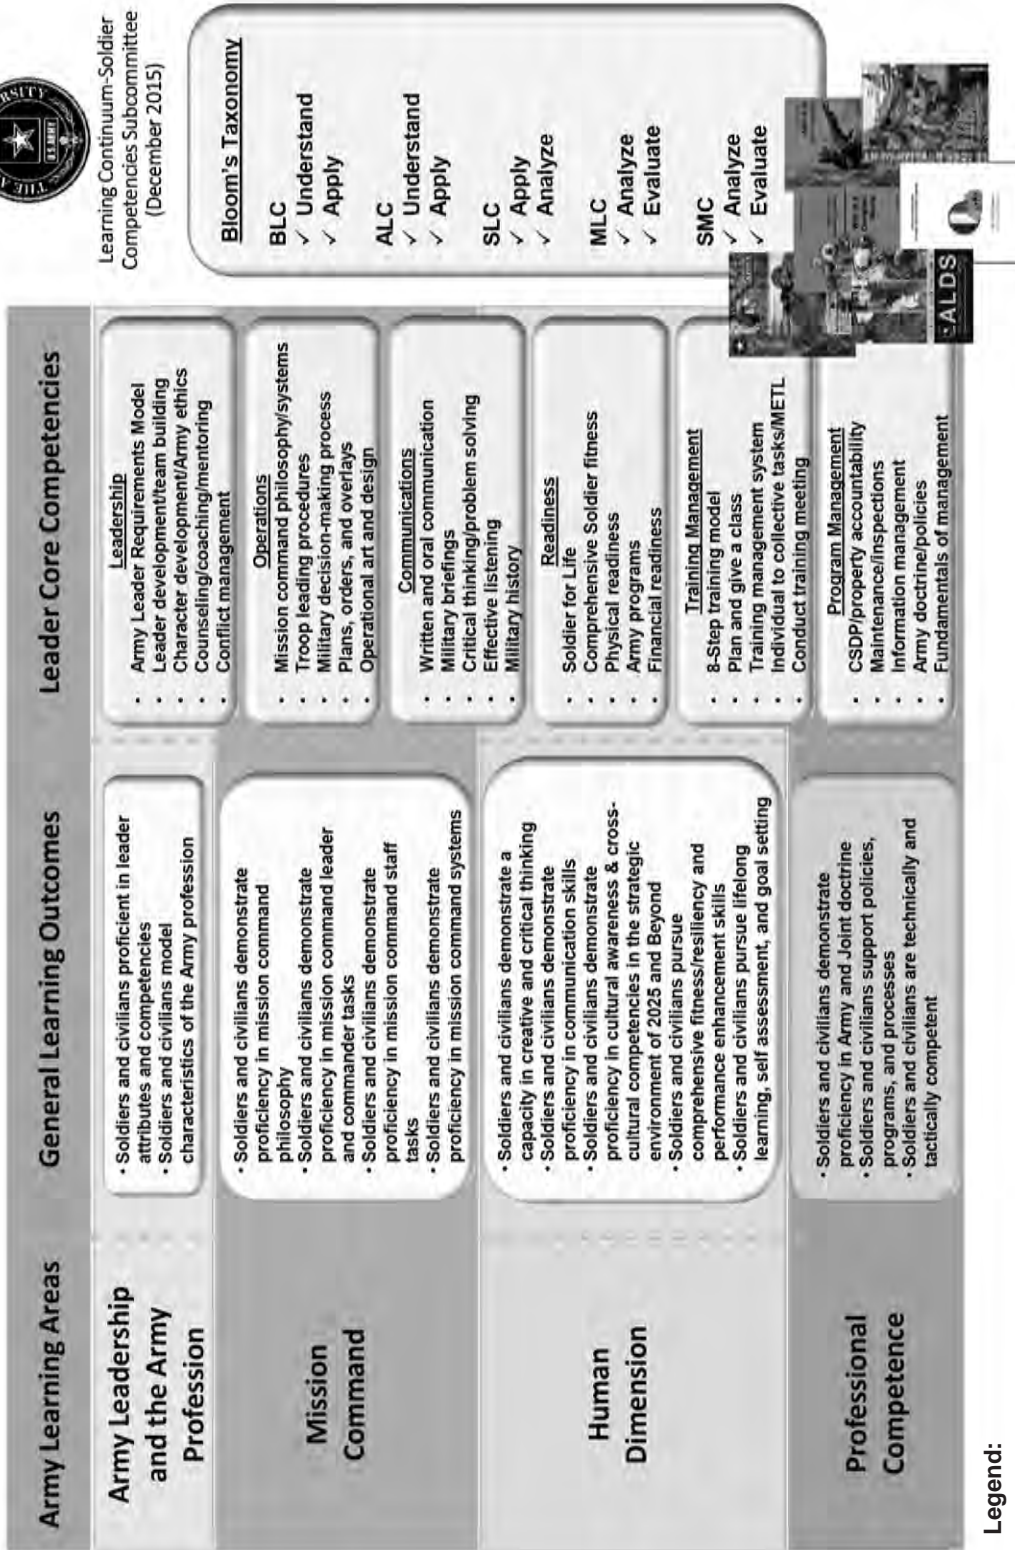 RSITY
THE A
Learning Continuum-Soldier
Competencies Subcommittee
(December 2015)
Army Learning Areas
General Learning Outcomes
Leader Core Competencies
Army Leadership
and the Army
Profession
• Soldiers and civilians proficient in leader
attributes and competencies
• Soldiers and civilians model
characteristics of the Army profession
Leadership
• Army Leader Requirements Model
• Leader development/team building
• Character development/Army ethics
• Counseling/coaching/mentoring
• Conflict management
Mission
Command
• Soldiers and civilians demonstrate
proficiency in mission command
philosophy
• Soldiers and civilians demonstrate
proficiency in mission command leader
and commander tasks
• Soldiers and civilians demonstrate
proficiency in mission command staff
tasks
• Soldiers and civilians demonstrate
proficiency in mission command systems
Operations
• Mission command philosophy/systems
• Troop leading procedures
• Military decision-making process
• Plans, orders, and overlays
• Operational art and design
Communications
• Written and oral communication
• Military briefings
• Critical thinking/problem solving
• Effective listening
• Military history
Human
Dimension
• Soldiers and civilians demonstrate a
capacity in creative and critical thinking
• Soldiers and civilians demonstrate
proficiency in communication skills
• Soldiers and civilians demonstrate
proficiency in cultural awareness & cross-
cultural competencies in the strategic
environment of 2025 and Beyond
• Soldiers and civilians pursue
comprehensive fitness/resiliency and
performance enhancement skills
• Soldiers and civilians pursue lifelong
learning, self assessment, and goal setting
Readiness
• Soldier for Life
• Comprehensive Soldier fitness
• Physical readiness
• Army programs
• Financial readiness
Training Management
• 8-Step training model
• Plan and give a class
• Training management system
• Individual to collective tasks/METL
• Conduct training meeting
Professional
Competence
• Soldiers and civilians demonstrate
proficiency in Army and Joint doctrine
• Soldiers and civilians support policies,
programs, and processes
• Soldiers and civilians are technically and
tactically competent
Program Management
• CSDP/property accountability
• Maintenance/inspections
• Information management
• Army doctrine/policies
• Fundamentals of management
Bloom's Taxonomy
BLC
✓ Understand
✓ Apply
ALC
✓ Understand
✓ Apply
SLC
✓ Apply
✓ Analyze
MLC
✓ Analyze
✓ Evaluate
SMC
✓ Analyze
✓ Evaluate
ALDS
Legend: